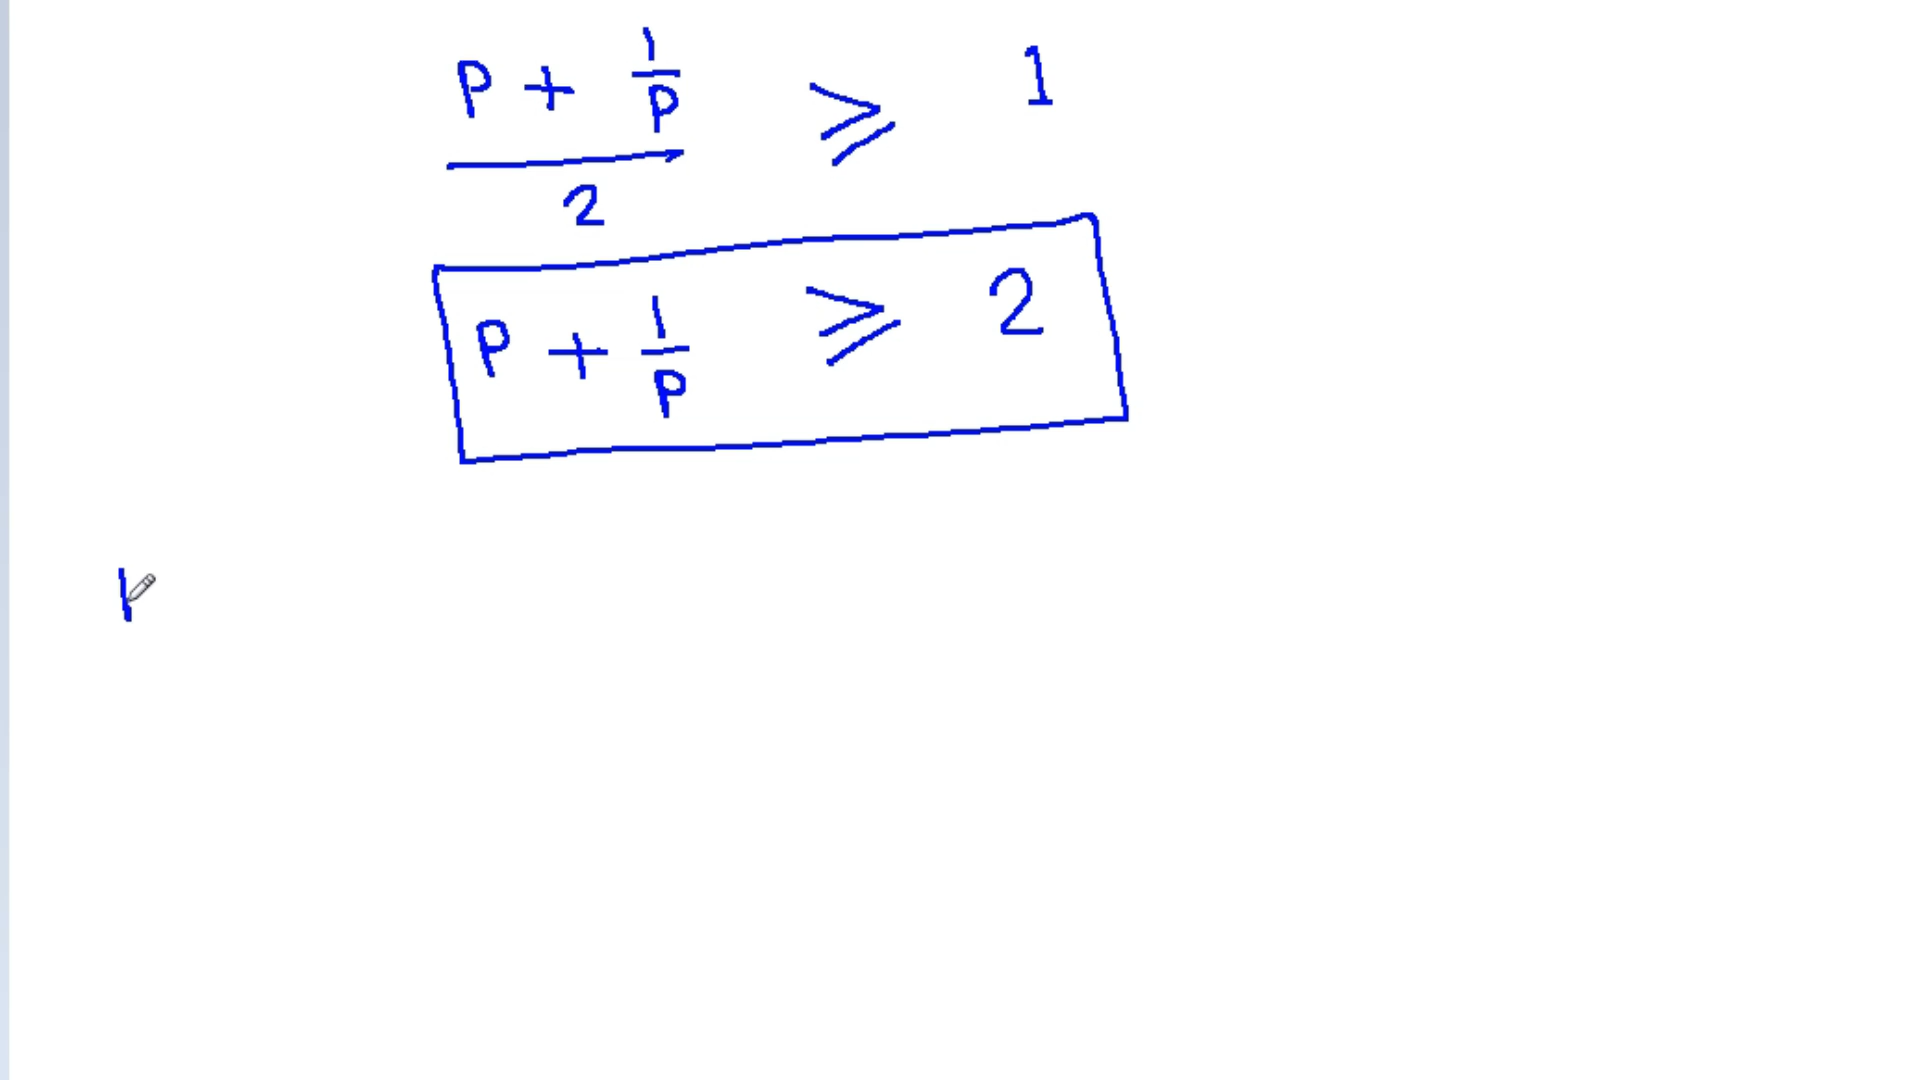 (P + 1/P)/2 ⩾ 1
P + 1/P ⩾ 2